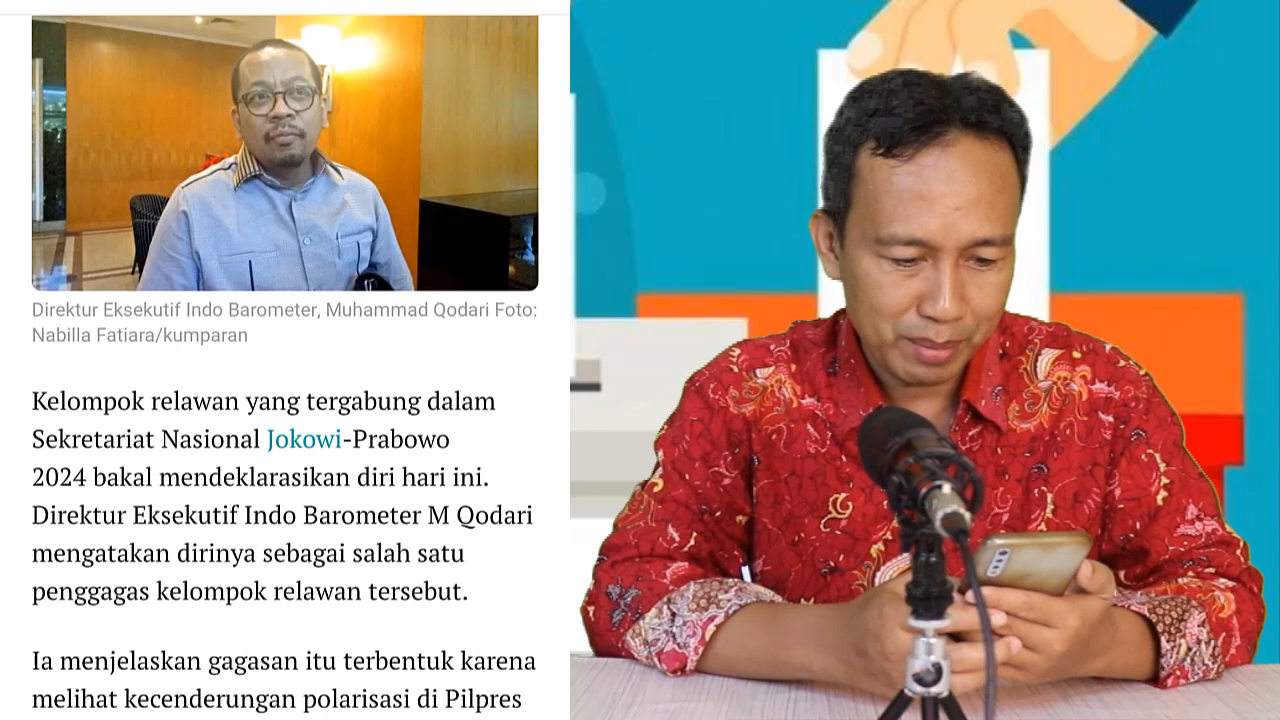 Direktur Eksekutif Indo Barometer, Muhammad Qodari Foto:
Nabilla Fatiara/kumparan
Kelompok relawan yang tergabung dalam
Sekretariat Nasional Jokowi-Prabowo
2024 bakal mendeklarasikan diri hari ini.
Direktur Eksekutif Indo Barometer M Qodari
mengatakan dirinya sebagai salah satu
penggagas kelompok relawan tersebut.
Ia menjelaskan gagasan itu terbentuk karena
melihat kecenderungan polarisasi di Pilpres